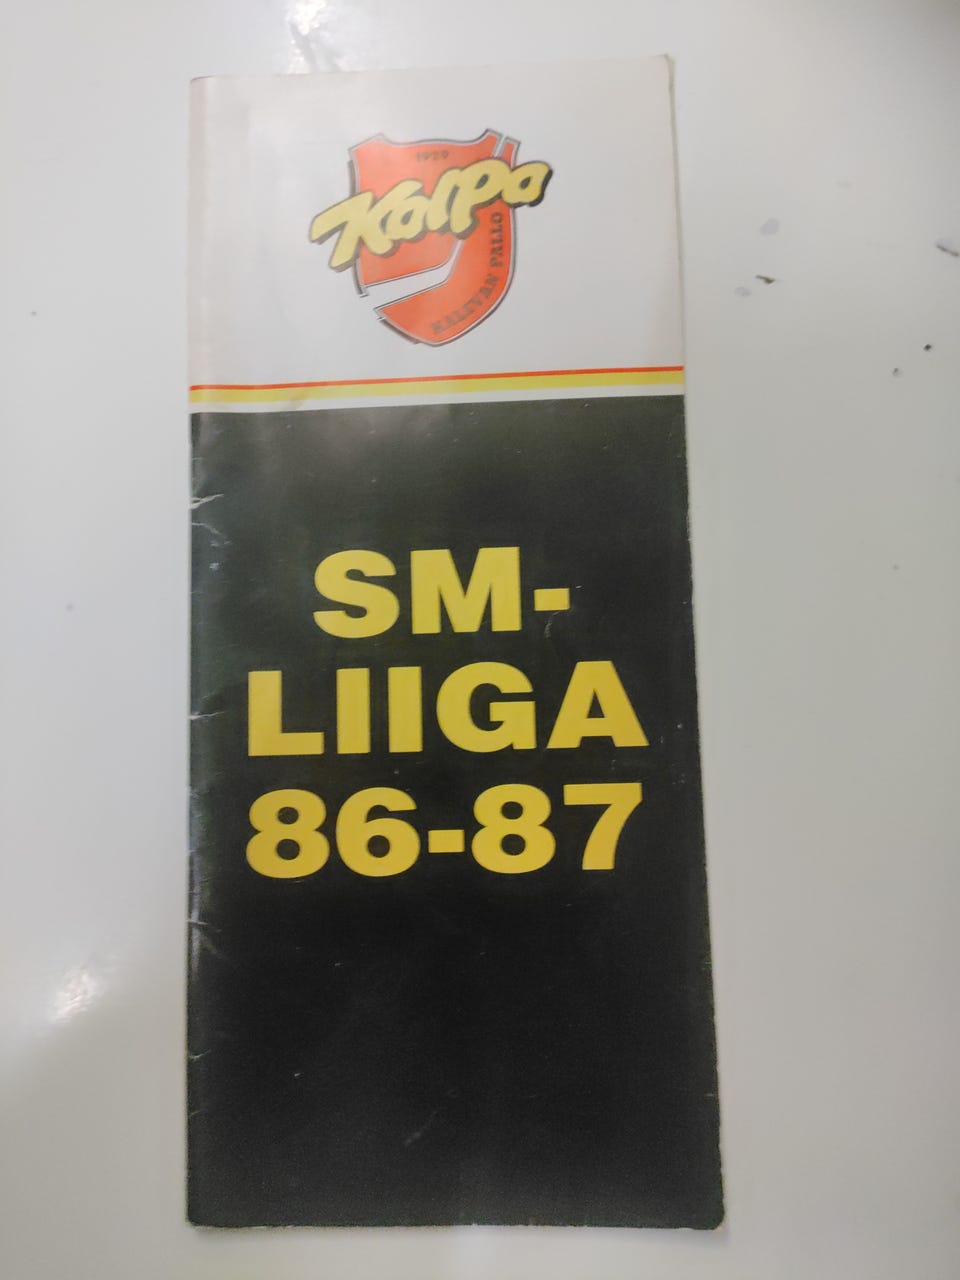 1929
KalPa
KALEVAN PALLO
SM-
LIIGA
86-87